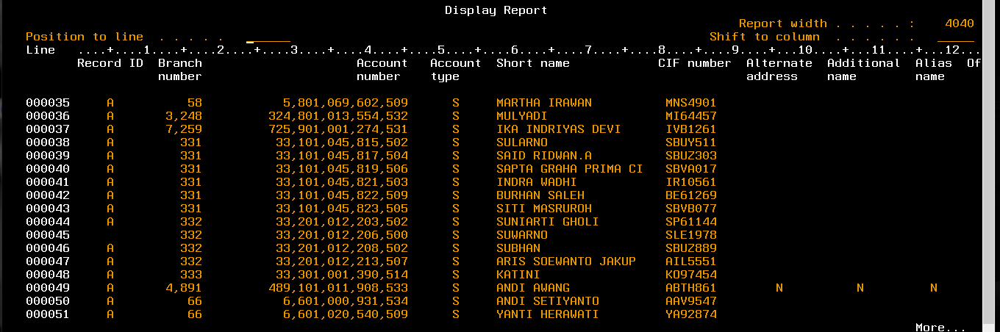 Display Report
Report width . . . . . : 4040
Position to line . . . . . Shift to column . . . . . .
Line ....+....1....+....2....+....3....+....4....+....5....+....6....+....7....+....8....+....9....+...10....+...11....+...12...
Record ID Branch Account Account Short name CIF number Alternate Additional Alias Of
number number type address name name
000035 A 58 5,801,069,602,509 S MARTHA IRAWAN MNS4901
000036 A 3,248 324,801,013,554,532 S MULYADI MI64457
000037 A 7,259 725,901,001,274,531 S IKA INDRIYAS DEVI IVB1261
000038 A 331 33,101,045,815,502 S SULARNO SBUY511
000039 A 331 33,101,045,817,504 S SAID RIDWAN.A SBUZ303
000040 A 331 33,101,045,819,506 S SAPTA GRAHA PRIMA CI SBVA017
000041 A 331 33,101,045,821,503 S INDRA WADHI IR10561
000042 A 331 33,101,045,822,509 S BURHAN SALEH BE61269
000043 A 331 33,101,045,823,505 S SITI MASRUROH SBVB077
000044 A 332 33,201,012,203,502 S SUNIARTI GHOLI SP61144
000045 332 33,201,012,206,500 S SUWARNO SLE1978
000046 A 332 33,201,012,208,502 S SUBHAN SBUZ889
000047 A 332 33,201,012,213,507 S ARIS SOEWANTO JAKUP AIL5551
000048 A 333 33,301,001,390,514 S KATINI KO97454
000049 A 4,891 489,101,011,908,533 S ANDI AWANG ABTH861 N N N
000050 A 66 6,601,000,931,534 S ANDI SETIYANTO AAV9547
000051 A 66 6,601,020,540,509 S YANTI HERAWATI YA92874
More...